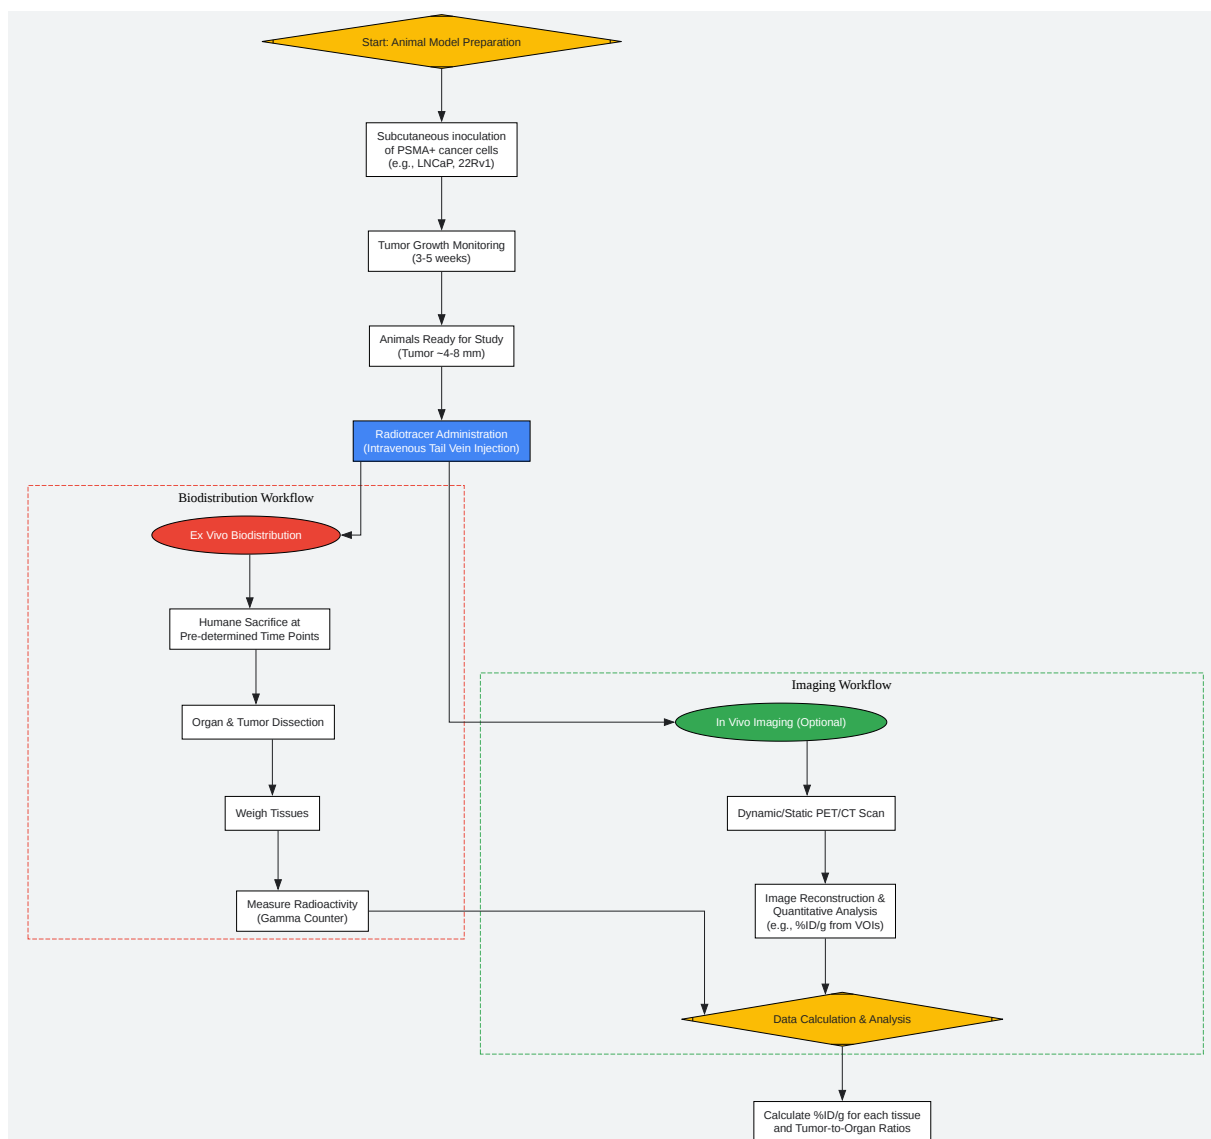 Start: Animal Model Preparation
Subcutaneous inoculation
of PSMA+ cancer cells
(e.g., LNCaP, 22Rv1)
Tumor Growth Monitoring
(3-5 weeks)
Animals Ready for Study
(Tumor ~4-8 mm)
Radiotracer Administration
(Intravenous Tail Vein Injection)
Biodistribution Workflow
Ex Vivo Biodistribution
Humane Sacrifice at
Pre-determined Time Points
Organ & Tumor Dissection
Weigh Tissues
Measure Radioactivity
(Gamma Counter)
Imaging Workflow
In Vivo Imaging (Optional)
Dynamic/Static PET/CT Scan
Image Reconstruction &
Quantitative Analysis
(e.g., %ID/g from VOIs)
Data Calculation & Analysis
Calculate %ID/g for each tissue
and Tumor-to-Organ Ratios